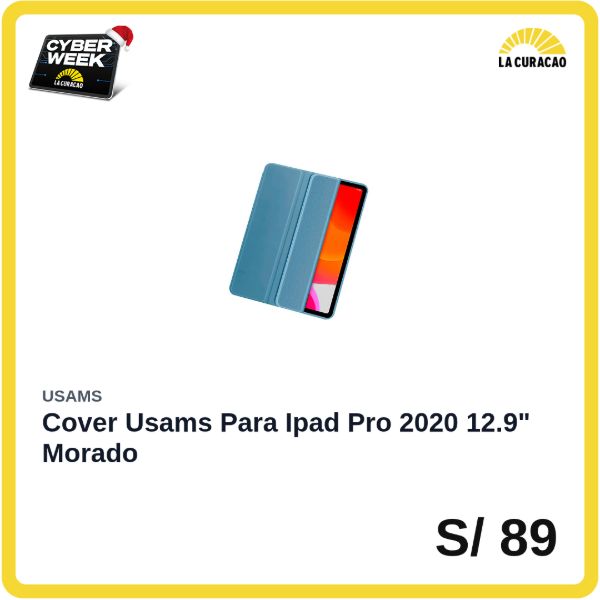 CYBER
WEEK
LA CURACAO
LA CURACAO
USAMS
Cover Usams Para Ipad Pro 2020 12.9"
Morado
S/ 89